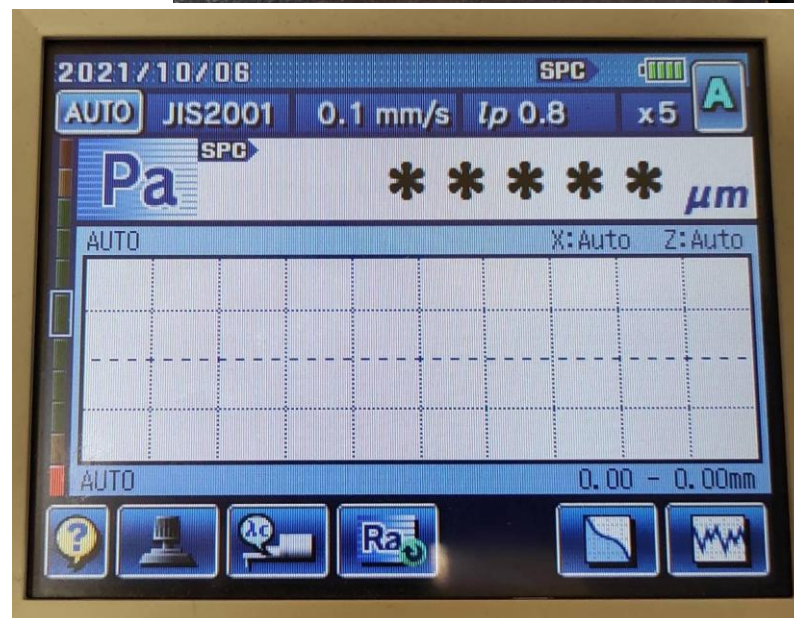 2021/10/06 SPC
AUTO JIS2001 0.1 mm/s lp 0.8 x5 A
Pa SPC ***** µm
AUTO X:Auto Z:Auto
AUTO 0.00 - 0.00mm
? λc Ra